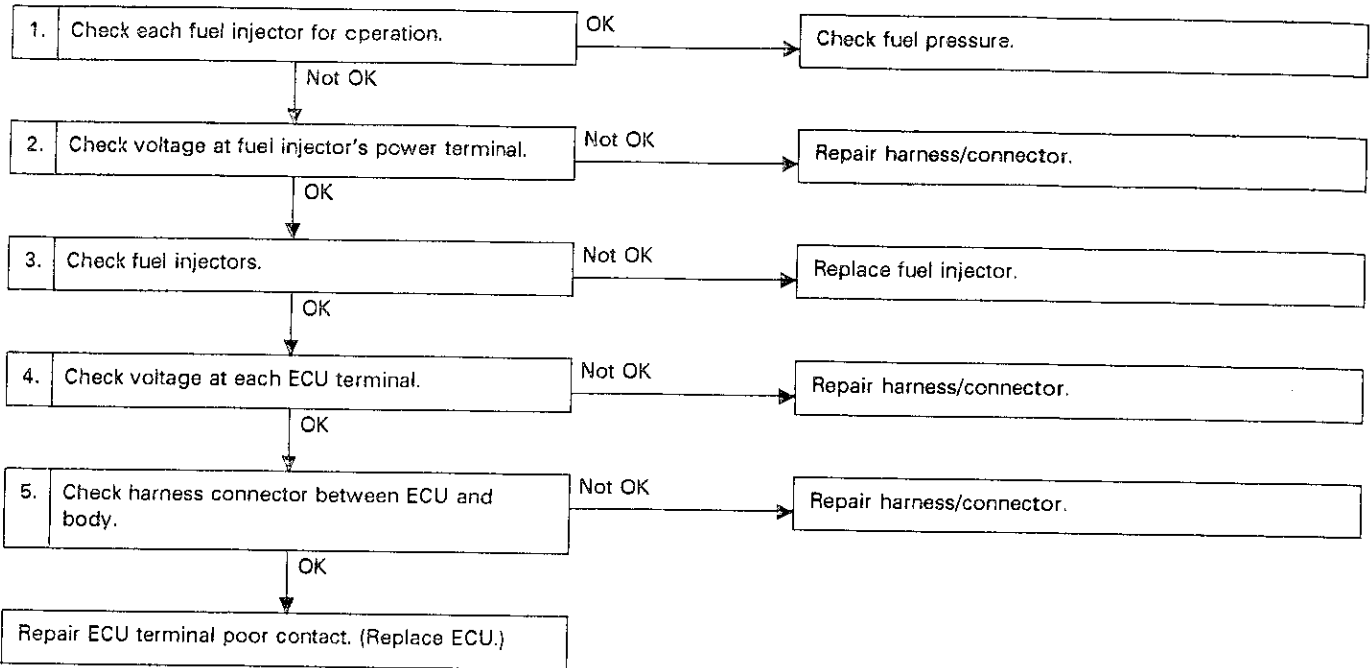 1. Check each fuel injector for operation.
OK
Check fuel pressure.
Not OK
2. Check voltage at fuel injector's power terminal.
Not OK
Repair harness/connector.
OK
3. Check fuel injectors.
Not OK
Replace fuel injector.
OK
4. Check voltage at each ECU terminal.
Not OK
Repair harness/connector.
OK
5. Check harness connector between ECU and
body.
Not OK
Repair harness/connector.
OK
Repair ECU terminal poor contact. (Replace ECU.)